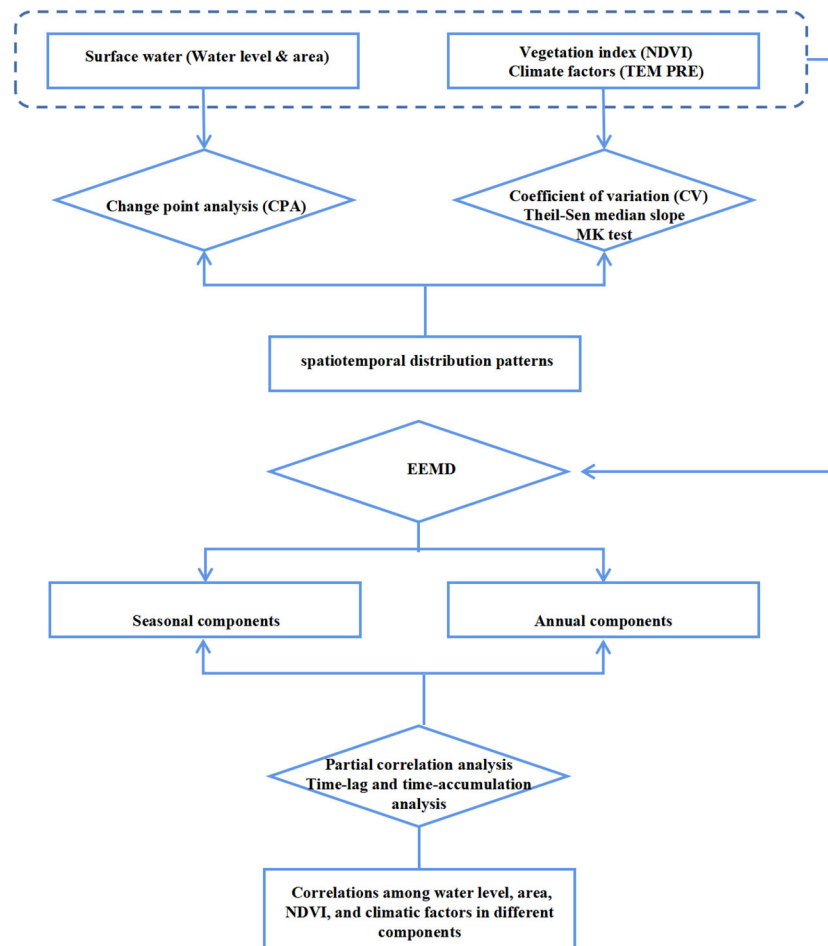 Surface water (Water level & area)
Vegetation index (NDVI)
Climate factors (TEM PRE)
Change point analysis (CPA)
Coefficient of variation (CV)
Theil-Sen median slope
MK test
spatiotemporal distribution patterns
EEMD
Seasonal components
Annual components
Partial correlation analysis
Time-lag and time-accumulation
analysis
Correlations among water level, area,
NDVI, and climatic factors in different
components